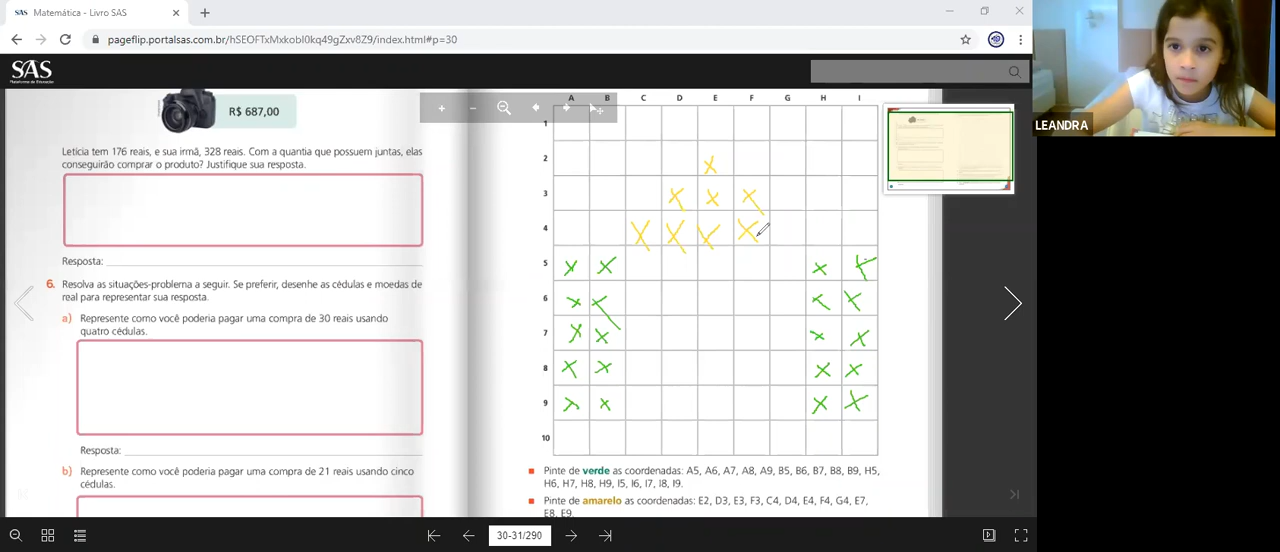 SAS Matemática - Livro SAS
pageflip.portalsas.com.br/hSEOFTxMxkobI0kq49gZxv8Z9/index.html#p=30
SAS
Plataforma de Educação
LEANDRA
R$ 687,00
Letícia tem 176 reais, e sua irmã, 328 reais. Com a quantia que possuem juntas, elas
conseguirão comprar o produto? Justifique sua resposta.
Resposta:
6. Resolva as situações-problema a seguir. Se preferir, desenhe as cédulas e moedas de
real para representar sua resposta.
a) Represente como você poderia pagar uma compra de 30 reais usando
quatro cédulas.
Resposta:
b) Represente como você poderia pagar uma compra de 21 reais usando cinco
cédulas.
A B C D E F G H I
1
2
3
4
5
6
7
8
9
10
Pinte de verde as coordenadas: A5, A6, A7, A8, A9, B5, B6, B7, B8, B9, H5,
H6, H7, H8, H9, I5, I6, I7, I8, I9.
Pinte de amarelo as coordenadas: E2, D3, E3, F3, C4, D4, E4, F4, G4, E7,
E8, E9.
30-31/290